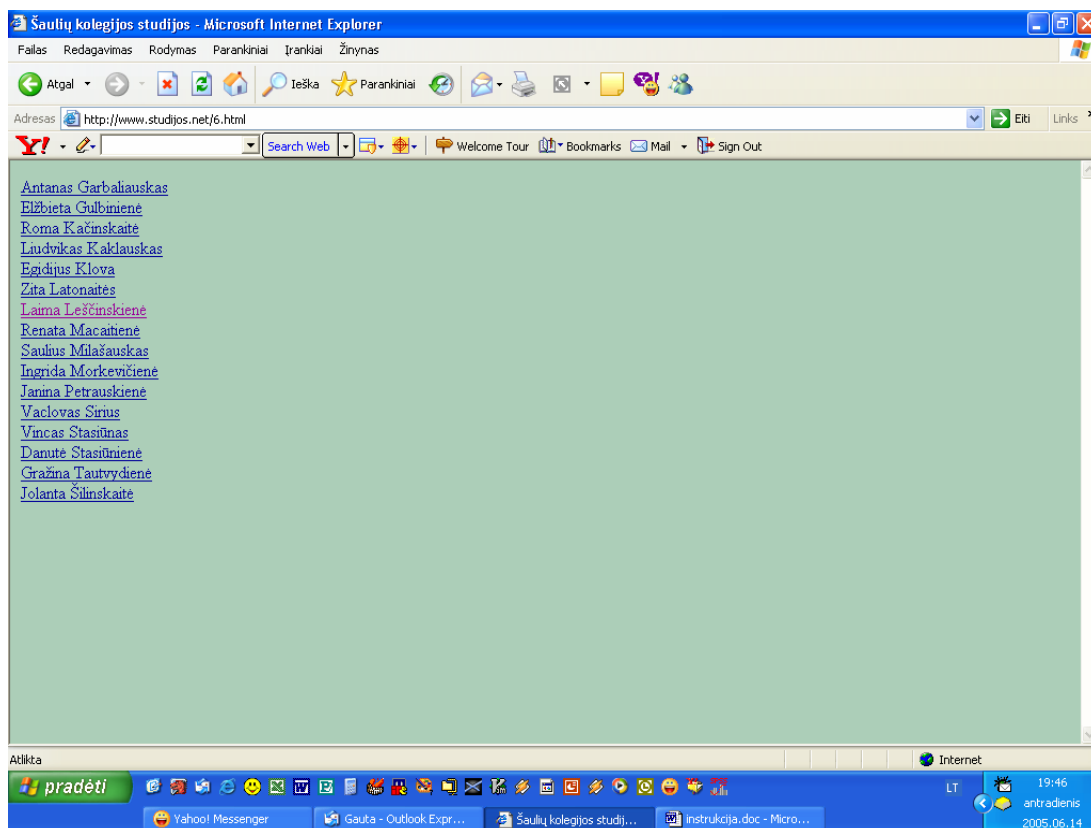 Šaulių kolegijos studijos - Microsoft Internet Explorer
Failas Redagavimas Rodymas Parankiniai Įrankiai Žinynas
Atgal Ieška Parankiniai
Adresas http://www.studijos.net/6.html Eiti Links
Y! Search Web Welcome Tour Bookmarks Mail Sign Out
Antanas Garbaliauskas
Elžbieta Gulbinienė
Roma Kačinskaitė
Liudvikas Kaklauskas
Egidijus Klova
Zita Latonaitės
Laima Leščinskienė
Renata Macaitienė
Saulius Milašauskas
Ingrida Morkevičienė
Janina Petrauskienė
Vaclovas Sirius
Vincas Stasiūnas
Danutė Stasiūnienė
Gražina Tautvydienė
Jolanta Šilinskaitė
Atlikta Internet
pradėti LT 19:46
antradienis
Yahoo! Messenger Gauta - Outlook Expr... Šaulių kolegijos studij... instrukcija.doc - Micro... 2005.06.14